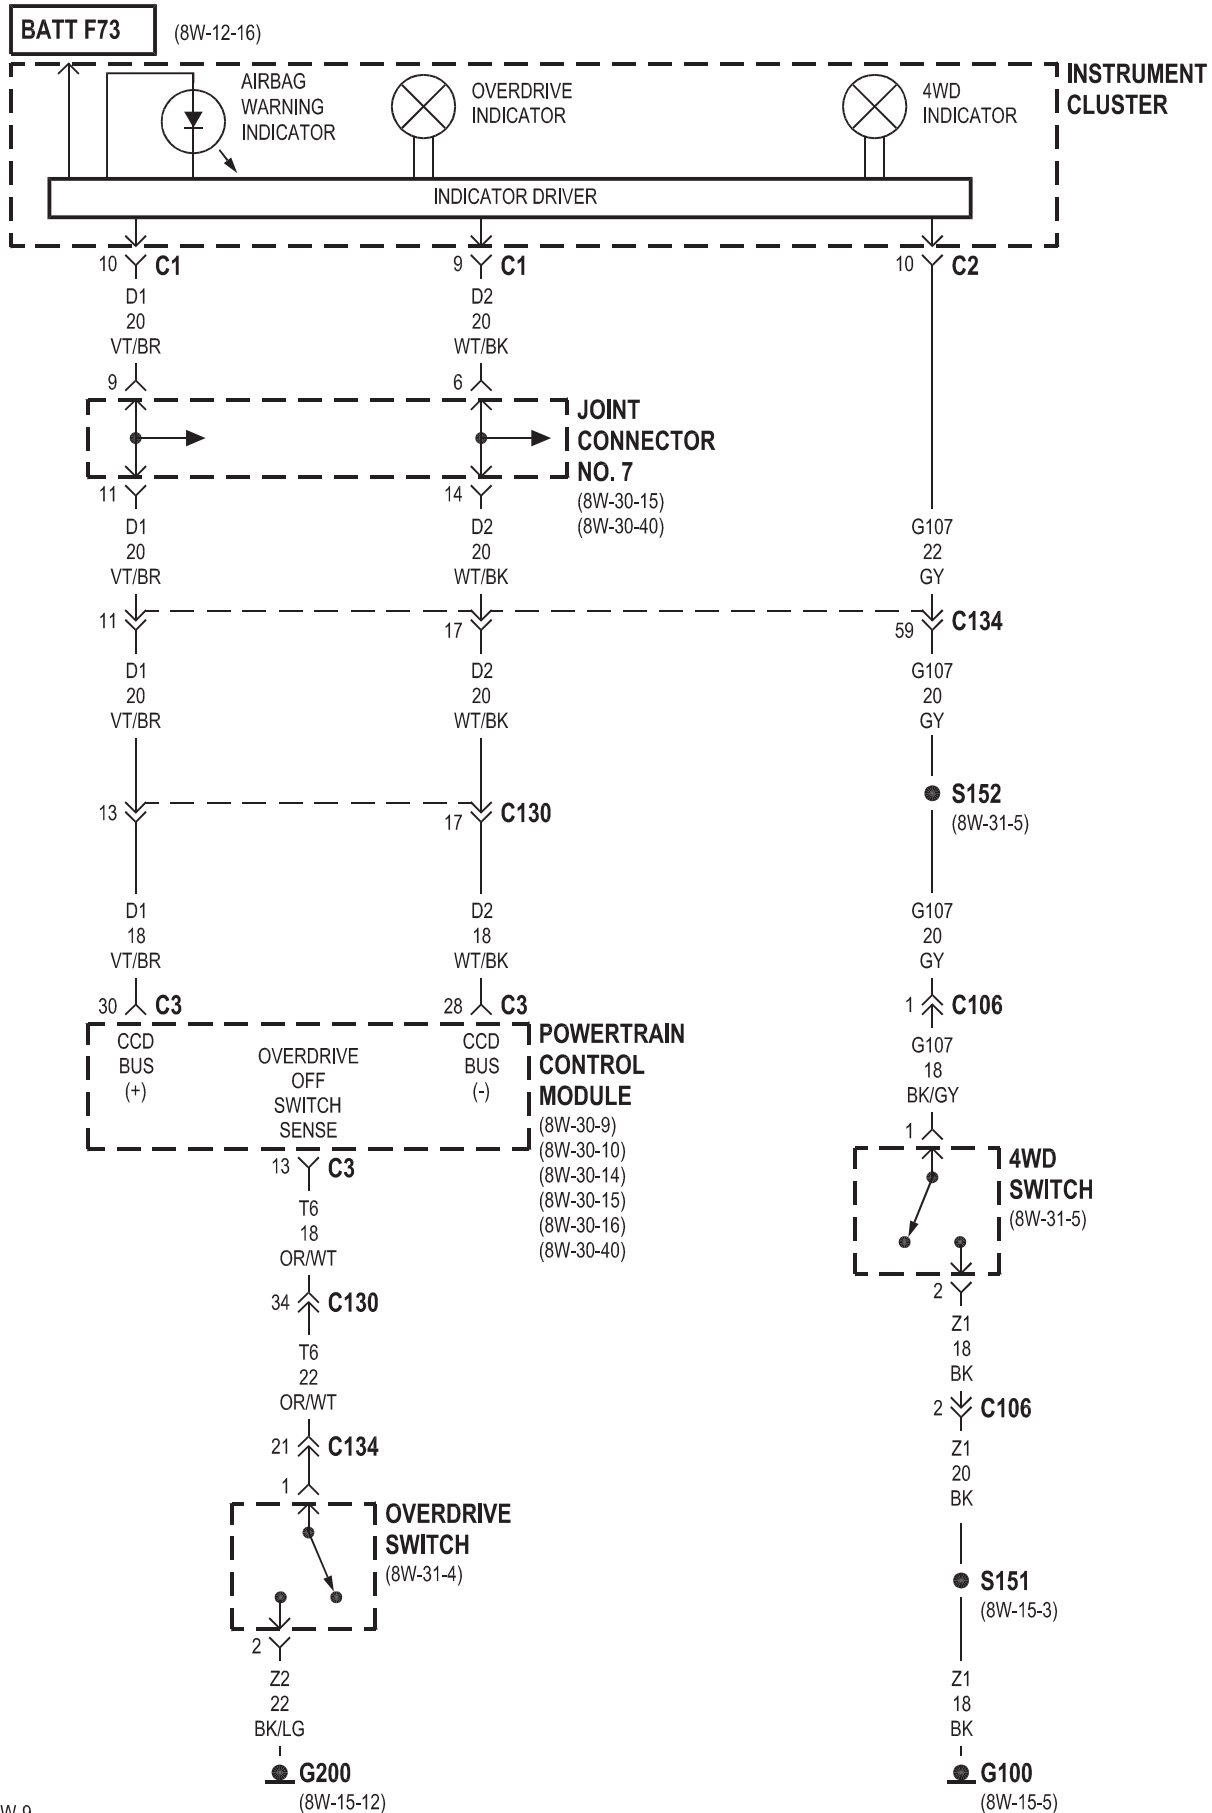 BATT F73
(8W-12-16)
AIRBAG
WARNING
INDICATOR
OVERDRIVE
INDICATOR
4WD
INDICATOR
INSTRUMENT
CLUSTER
INDICATOR DRIVER
10 C1
9 C1
10 C2
D1
20
VT/BR
D2
20
WT/BK
9
6
JOINT
CONNECTOR
NO. 7
(8W-30-15)
(8W-30-40)
11
14
D1
20
VT/BR
D2
20
WT/BK
G107
22
GY
11
17
59 C134
D1
20
VT/BR
D2
20
WT/BK
G107
20
GY
S152
(8W-31-5)
13
17 C130
D1
18
VT/BR
D2
18
WT/BK
G107
20
GY
30 C3
28 C3
1 C106
CCD
BUS
(+)
OVERDRIVE
OFF
SWITCH
SENSE
CCD
BUS
(-)
POWERTRAIN
CONTROL
MODULE
(8W-30-9)
(8W-30-10)
(8W-30-14)
(8W-30-15)
(8W-30-16)
(8W-30-40)
G107
18
BK/GY
1
4WD
SWITCH
(8W-31-5)
13 C3
T6
18
OR/WT
34 C130
T6
22
OR/WT
21 C134
1
OVERDRIVE
SWITCH
(8W-31-4)
2
Z2
22
BK/LG
G200
(8W-15-12)
2
Z1
18
BK
2 C106
Z1
20
BK
S151
(8W-15-3)
Z1
18
BK
G100
(8W-15-5)